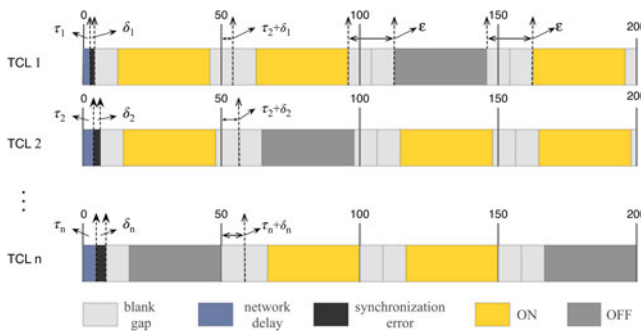 τ₁ 0 δ₁ 50 τ₂+δ₁ 100 ε 150 ε 200
TCL 1
τ₂ 0 δ₂ 50 τ₂+δ₂ 100 150 200
TCL 2
τₙ 0 δₙ 50 τₙ+δₙ 100 150 200
TCL n
blank gap
network delay
synchronization error
ON
OFF